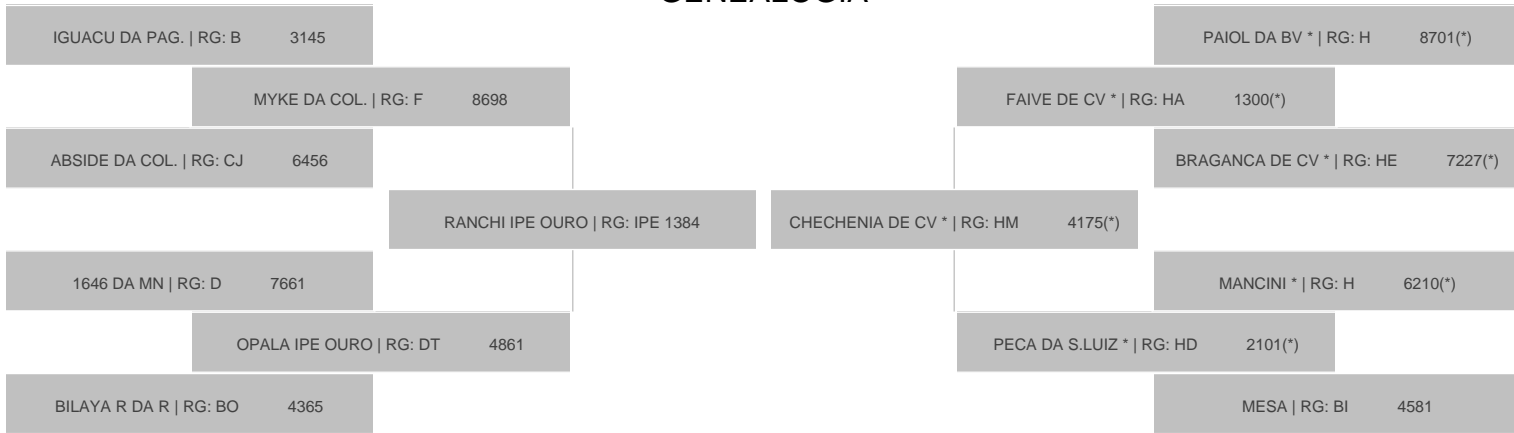 GENEALOGIA
IGUACU DA PAG. | RG: B 3145
PAIOL DA BV * | RG: H 8701(*)
MYKE DA COL. | RG: F 8698
FAIVE DE CV * | RG: HA 1300(*)
ABSIDE DA COL. | RG: CJ 6456
BRAGANCA DE CV * | RG: HE 7227(*)
RANCHI IPE OURO | RG: IPE 1384
CHECHENIA DE CV * | RG: HM 4175(*)
1646 DA MN | RG: D 7661
MANCINI * | RG: H 6210(*)
OPALA IPE OURO | RG: DT 4861
PECA DA S.LUIZ * | RG: HD 2101(*)
BILAYA R DA R | RG: BO 4365
MESA | RG: BI 4581